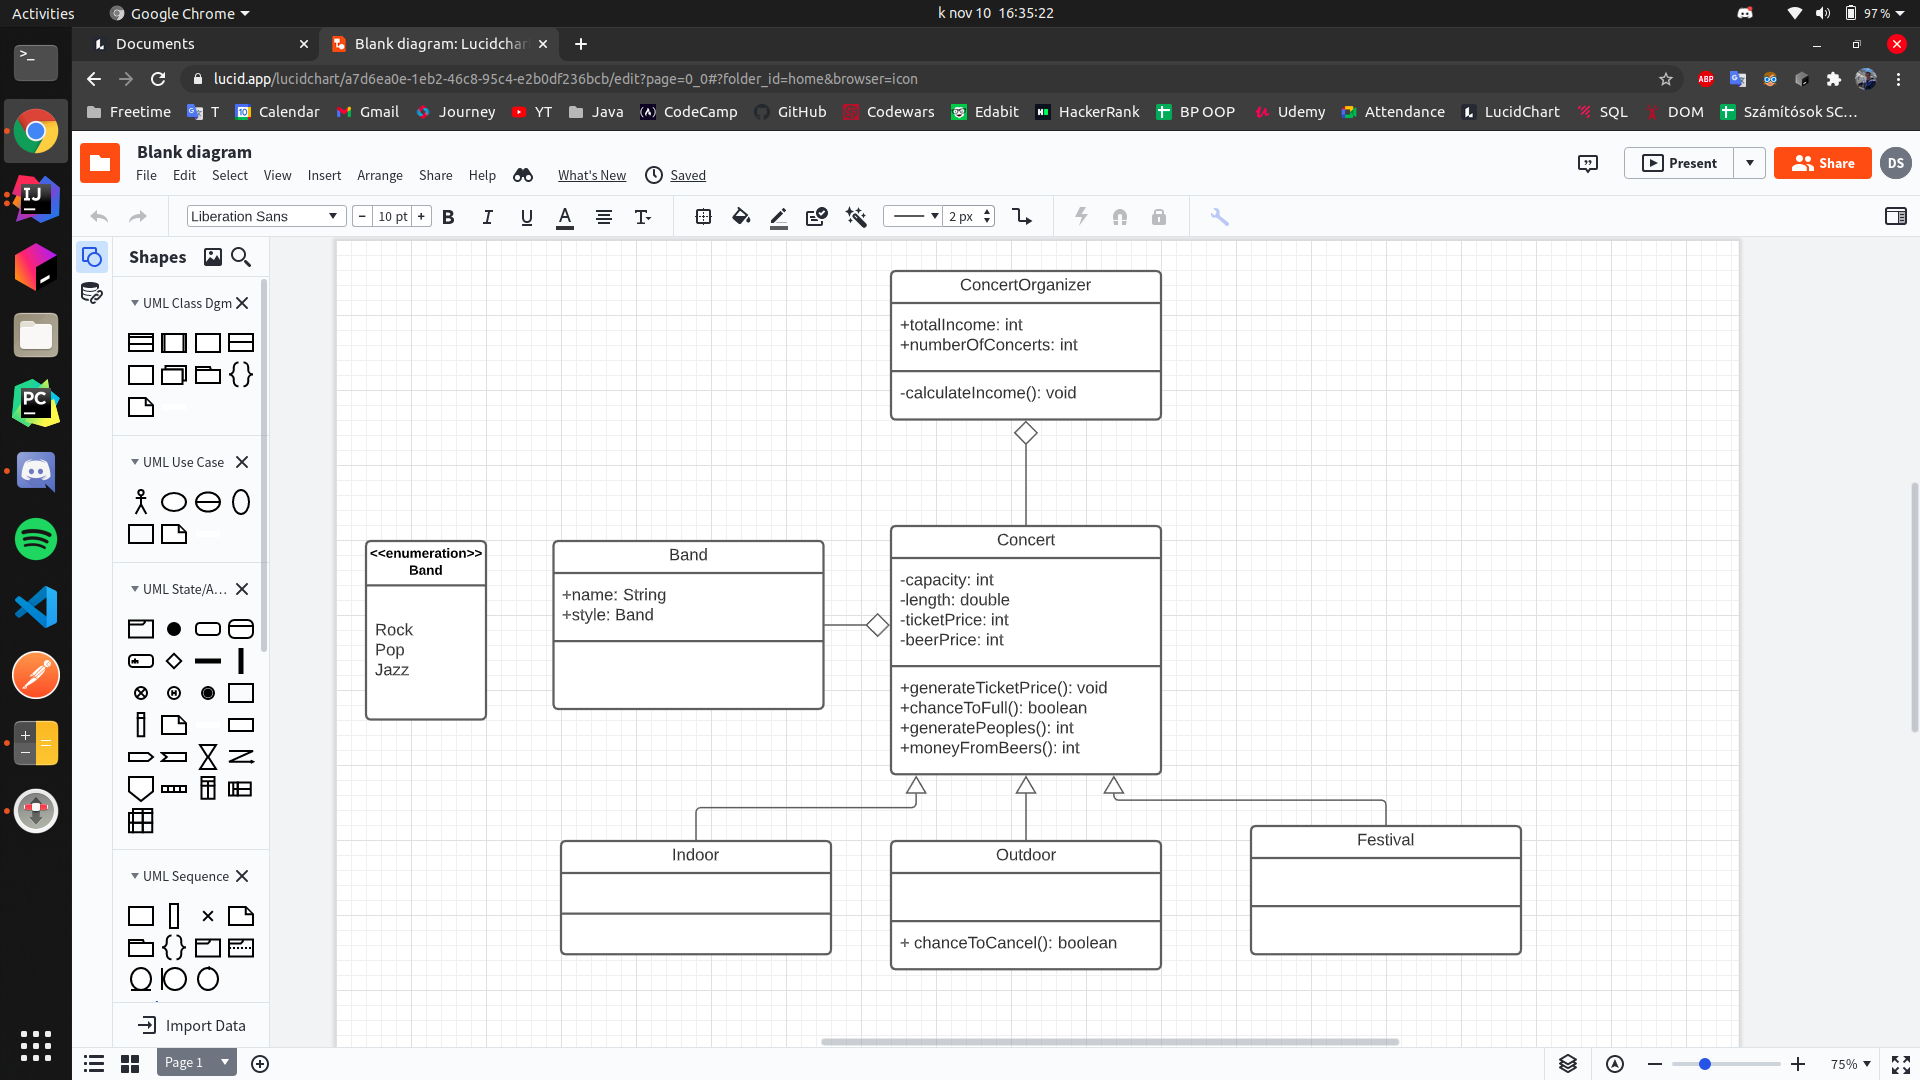 Activities
Google Chrome
k nov 10 16:35:22
97 %
Documents
Blank diagram: Lucidchar
lucid.app/lucidchart/a7d6ea0e-1eb2-46c8-95c4-e2b0df236bcb/edit?page=0_0#?folder_id=home&browser=icon
ABP
Freetime
T
Calendar
Gmail
Journey
YT
Java
CodeCamp
GitHub
Codewars
Edabit
HackerRank
BP OOP
Udemy
Attendance
LucidChart
SQL
DOM
Számítósok SC...
Blank diagram
File Edit Select View Insert Arrange Share Help
What's New
Saved
Present
Share
DS
Liberation Sans
− 10 pt +
B I U A T
2 px
Shapes
UML Class Dgm
UML Use Case
UML State/A...
UML Sequence
Import Data
ConcertOrganizer
+totalIncome: int
+numberOfConcerts: int
-calculateIncome(): void
<<enumeration>>
Band
Rock
Pop
Jazz
Band
+name: String
+style: Band
Concert
-capacity: int
-length: double
-ticketPrice: int
-beerPrice: int
+generateTicketPrice(): void
+chanceToFull(): boolean
+generatePeoples(): int
+moneyFromBeers(): int
Indoor
Outdoor
+ chanceToCancel(): boolean
Festival
Page 1
75%